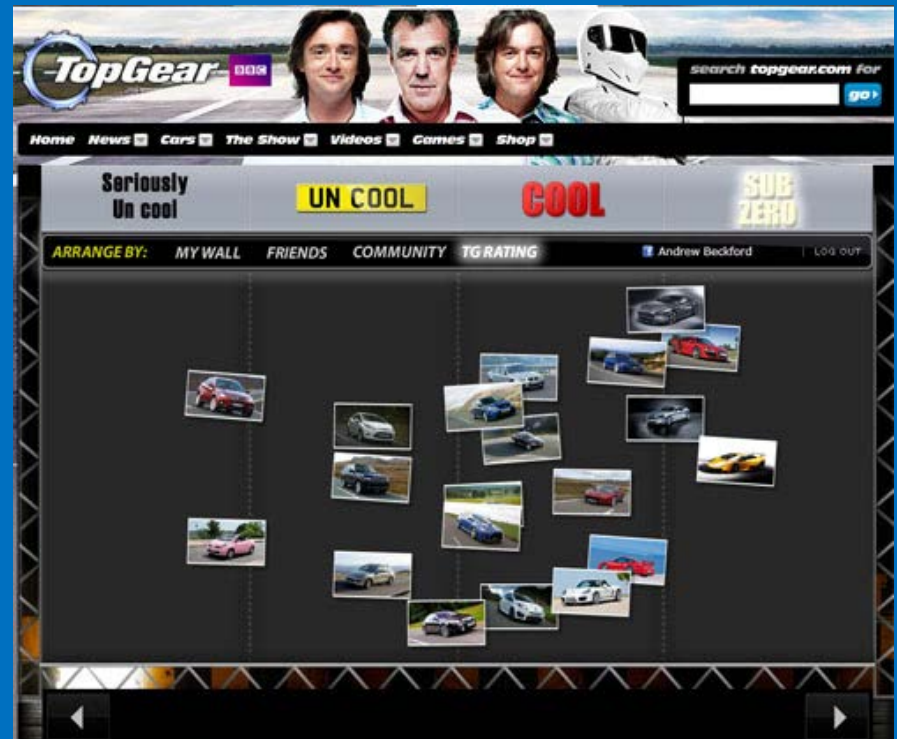 TopGear BBC
search topgear.com for
go
Home News Cars The Show Videos Games Shop
Seriously
Un cool
UN COOL
COOL
SUB
ZERO
ARRANGE BY: MY WALL FRIENDS COMMUNITY TG RATING Andrew Beckford LOG OUT